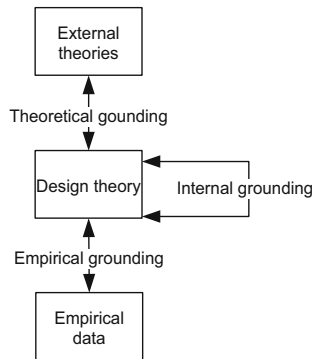 External
theories
Theoretical gounding
Design theory
Internal grounding
Empirical grounding
Empirical
data